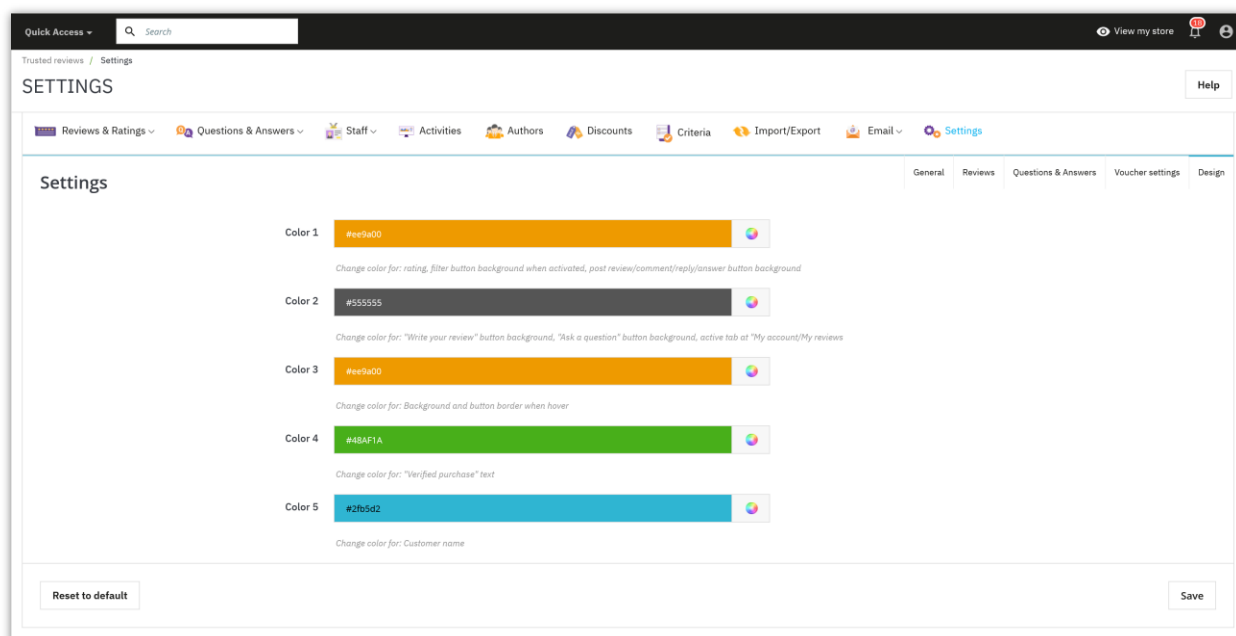 Quick Access
Search
View my store
18
Trusted reviews / Settings
SETTINGS
Help
Reviews & Ratings
Questions & Answers
Staff
Activities
Authors
Discounts
Criteria
Import/Export
Email
Settings
Settings
General
Reviews
Questions & Answers
Voucher settings
Design
Color 1
#ee9a00
Change color for: rating, filter button background when activated, post review/comment/reply/answer button background
Color 2
#555555
Change color for: "Write your review" button background, "Ask a question" button background, active tab at "My account/My reviews
Color 3
#ee9a00
Change color for: Background and button border when hover
Color 4
#48AF1A
Change color for: "Verified purchase" text
Color 5
#2fb5d2
Change color for: Customer name
Reset to default
Save